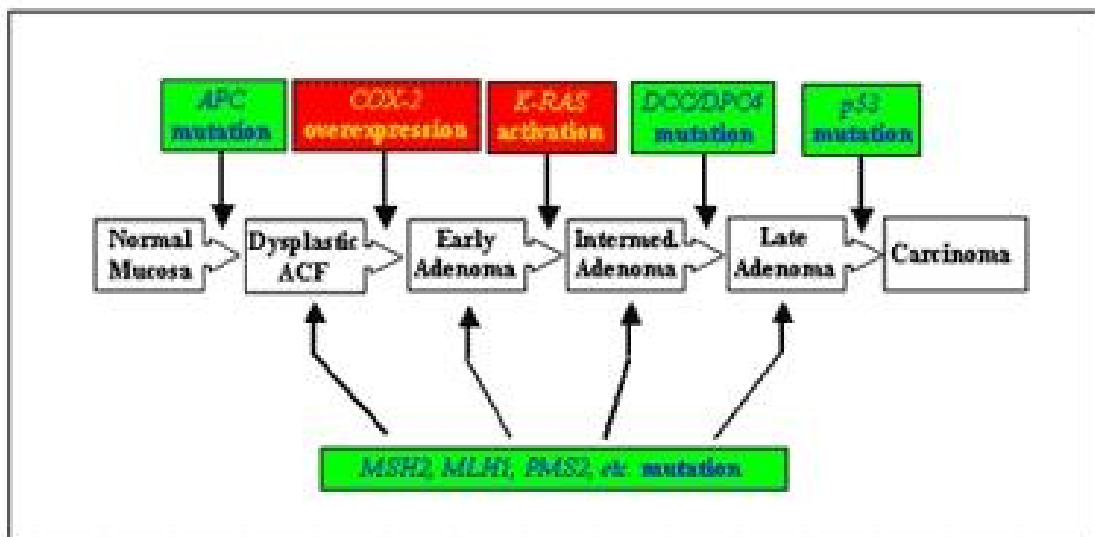 APC
mutation
COX-2
overexpression
K-RAS
activation
DCC/DPC4
mutation
p53
mutation
Normal
Mucosa
Dysplastic
ACF
Early
Adenoma
Intermed.
Adenoma
Late
Adenoma
Carcinoma
MSH2, MLH1, PMS2, etc mutation